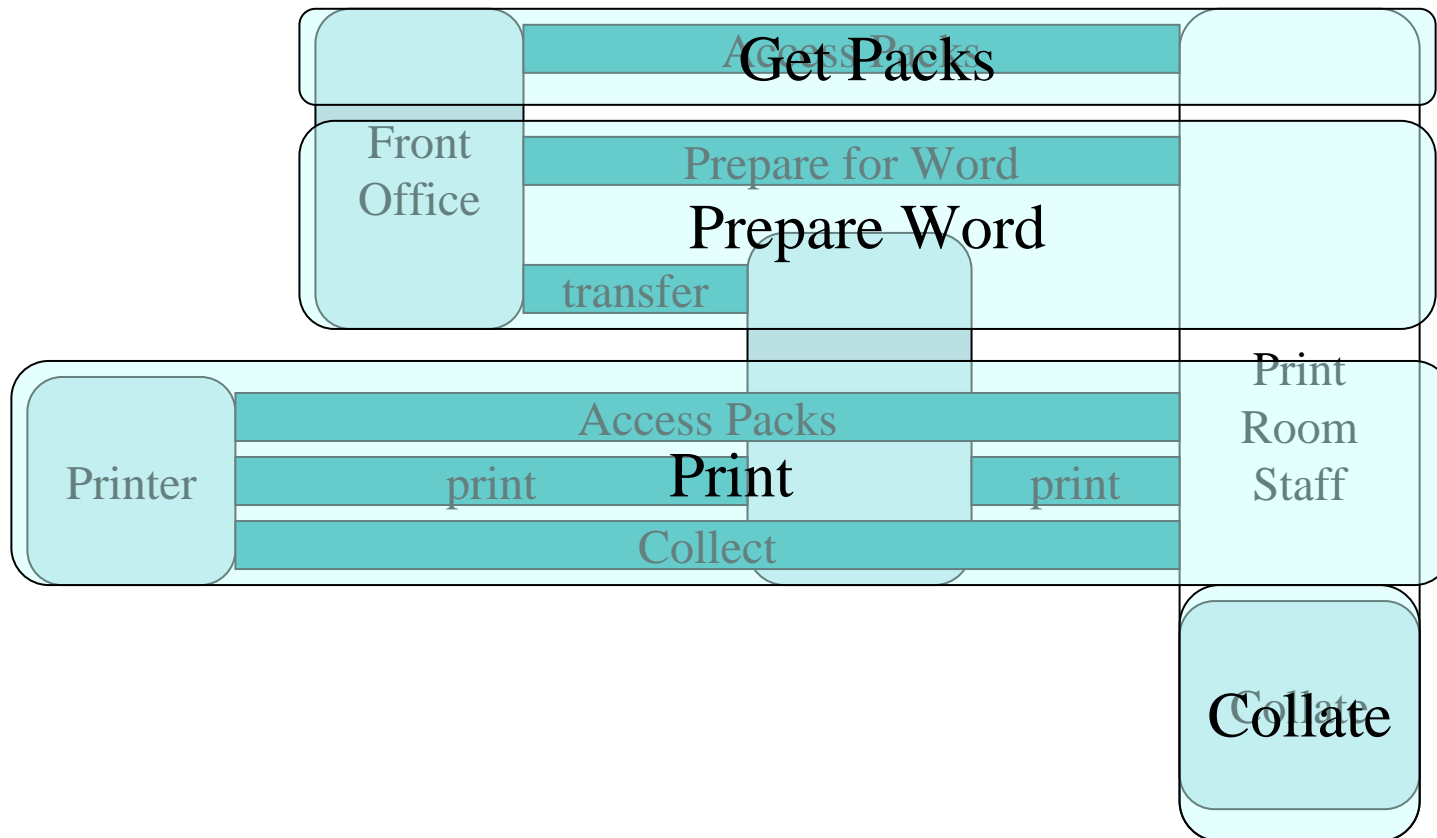 Access Packs
Get Packs
Front
Office
Prepare for Word
Prepare Word
transfer
Print
Room
Staff
Access Packs
Printer
print
Print
print
Collect
Collate
Collate